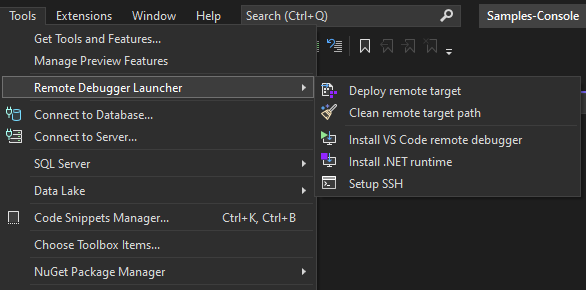 Tools Extensions Window Help Search (Ctrl+Q) Samples-Console
Get Tools and Features...
Manage Preview Features
Remote Debugger Launcher
Deploy remote target
Clean remote target path
Install VS Code remote debugger
Install .NET runtime
Setup SSH
Connect to Database...
Connect to Server...
SQL Server
Data Lake
Code Snippets Manager... Ctrl+K, Ctrl+B
Choose Toolbox Items...
NuGet Package Manager